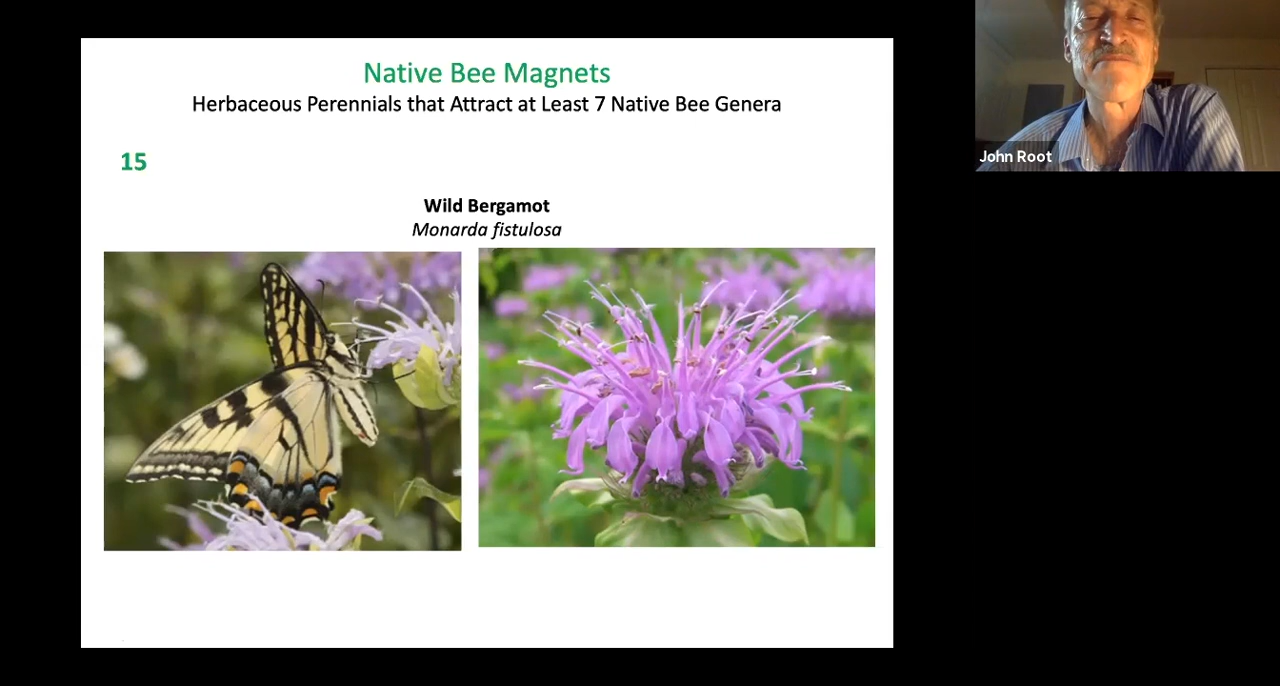 Native Bee Magnets
Herbaceous Perennials that Attract at Least 7 Native Bee Genera
15
Wild Bergamot
Monarda fistulosa
John Root